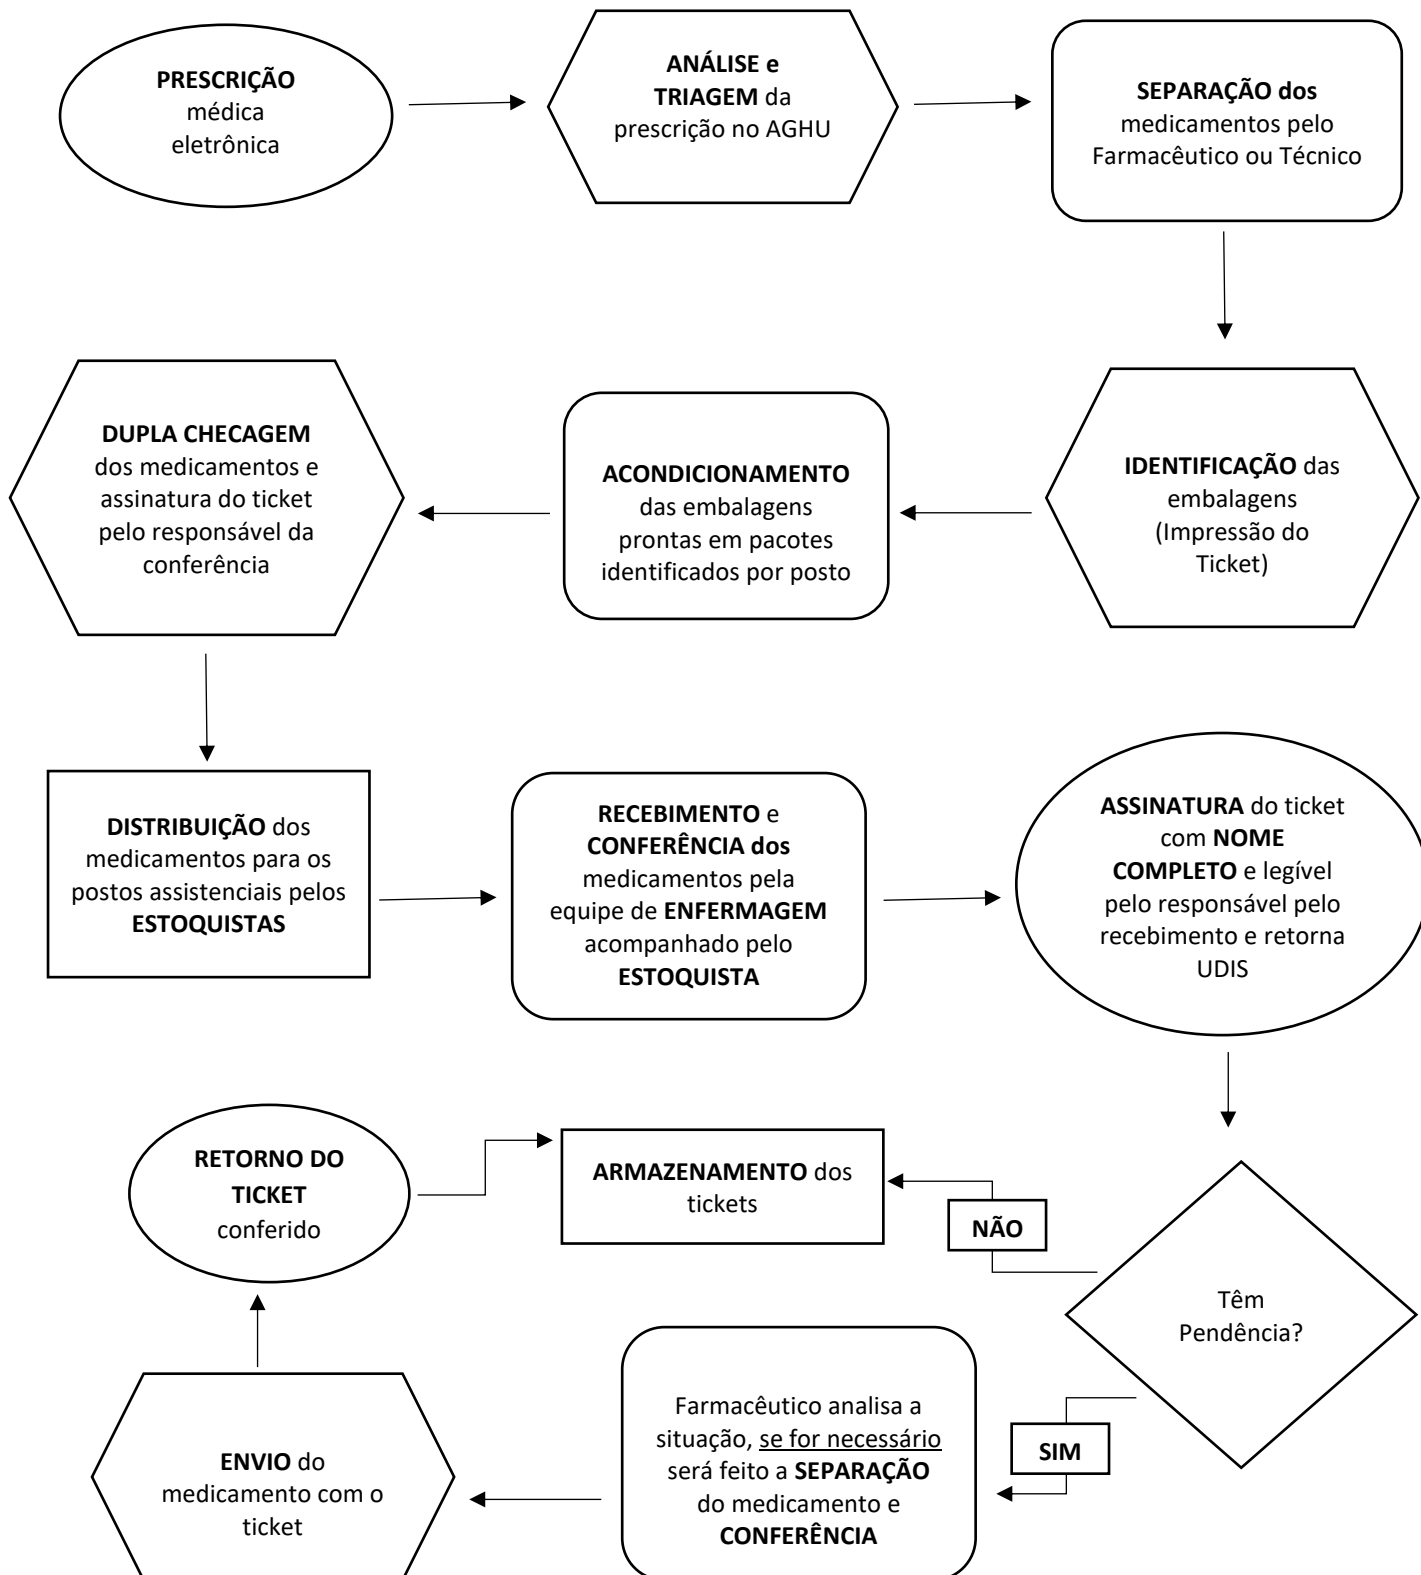 PRESCRIÇÃO
médica
eletrônica
ANÁLISE e
TRIAGEM da
prescrição no AGHU
SEPARAÇÃO dos
medicamentos pelo
Farmacêutico ou Técnico
IDENTIFICAÇÃO das
embalagens
(Impressão do
Ticket)
ACONDICIONAMENTO
das embalagens
prontas em pacotes
identificados por posto
DUPLA CHECAGEM
dos medicamentos e
assinatura do ticket
pelo responsável da
conferência
DISTRIBUIÇÃO dos
medicamentos para os
postos assistenciais pelos
ESTOQUISTAS
RECEBIMENTO e
CONFERÊNCIA dos
medicamentos pela
equipe de ENFERMAGEM
acompanhado pelo
ESTOQUISTA
ASSINATURA do ticket
com NOME
COMPLETO e legível
pelo responsável pelo
recebimento e retorna
UDIS
Têm
Pendência?
NÃO
ARMAZENAMENTO dos
tickets
SIM
Farmacêutico analisa a
situação, se for necessário
será feito a SEPARAÇÃO
do medicamento e
CONFERÊNCIA
ENVIO do
medicamento com o
ticket
RETORNO DO
TICKET
conferido